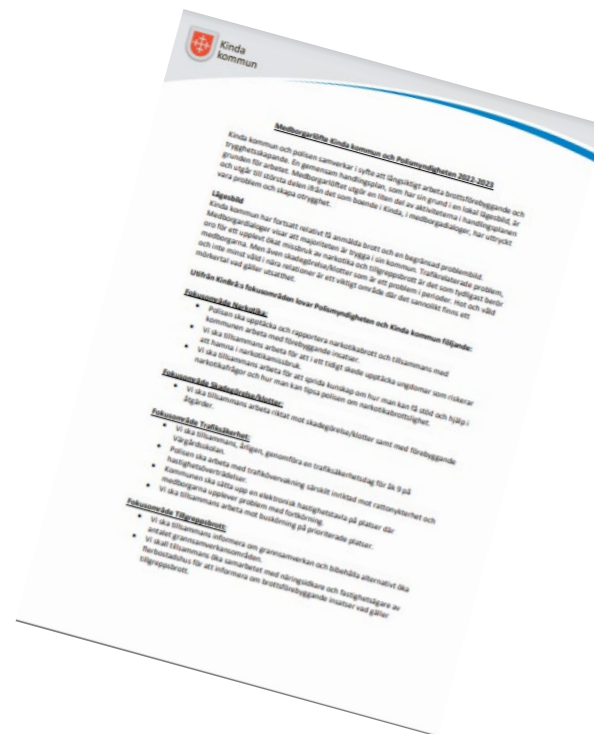 Kinda
kommun
Medborgarlöfte Kinda kommun och Polismyndigheten 2022-2023
Kinda kommun och polisen samverkar i syfte att långsiktigt arbeta brottsförebyggande och
trygghetsskapande. En gemensam handlingsplan, som har sin grund i en lokal lägesbild, är
grunden för arbetet. Medborgarlöftet utgör en liten del av aktiviteterna i handlingsplanen
och utgår till största delen ifrån det som boende i Kinda, i medborgardialoger, har uttryckt
vara problem och skapa otrygghet.
Lägesbild
Kinda kommun har fortsatt relativt få anmälda brott och en begränsad problembild.
Medborgardialoger visar att majoriteten är trygga i sin kommun. Trafikrelaterade problem,
oro för ett upplevt ökat missbruk av narkotika och tillgreppsbrott är det som tydligast berör
medborgarna. Men även skadegörelse/klotter som är ett problem i perioder. Hot och våld
och inte minst våld i nära relationer är ett viktigt område där det sannolikt finns ett
mörkertal vad gäller utsatthet.
Utifrån KinBrå:s fokusområden lovar Polismyndigheten och Kinda kommun följande:
Fokusområde Narkotika:
• Polisen ska upptäcka och rapportera narkotikabrott och tillsammans med
kommunen arbeta med förebyggande insatser.
• Vi ska tillsammans arbeta för att i ett tidigt skede upptäcka ungdomar som riskerar
att hamna i narkotikamissbruk.
• Vi ska tillsammans arbeta för att sprida kunskap om hur man kan få stöd och hjälp i
narkotikafrågor och hur man kan tipsa polisen om narkotikabrottslighet.
Fokusområde Skadegörelse/klotter:
• Vi ska tillsammans arbeta riktat mot skadegörelse/klotter samt med förebyggande
åtgärder.
Fokusområde Trafiksäkerhet:
• Vi ska tillsammans, årligen, genomföra en trafiksäkerhetsdag för åk 9 på
Värgårdsskolan.
• Polisen ska arbeta med trafikövervakning särskilt inriktad mot rattonykterhet och
hastighetsöverträdelser.
• Kommunen ska sätta upp en elektronisk hastighetstavla på platser där
medborgarna upplever problem med fortkörning.
• Vi ska tillsammans arbeta mot buskörning på prioriterade platser.
Fokusområde Tillgreppsbrott:
• Vi ska tillsammans informera om grannsamverkan och bibehålla alternativt öka
antalet grannsamverkansområden.
• Vi skall tillsammans öka samarbetet med näringsidkare och fastighetsägare av
flerbostadshus för att informera om brottsförebyggande insatser vad gäller
tillgreppsbrott.